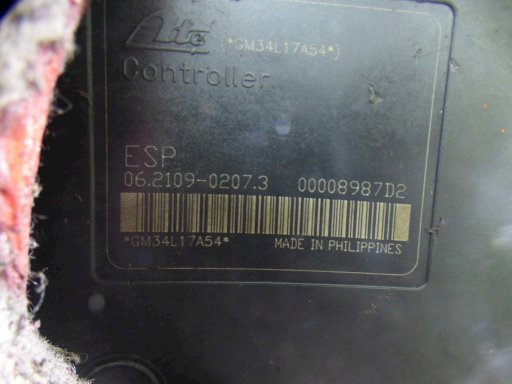 Ate (*GM34L17A54*)
Controller
ESP
06.2109-0207.3 00008987D2
*GM34L17A54* MADE IN PHILIPPINES